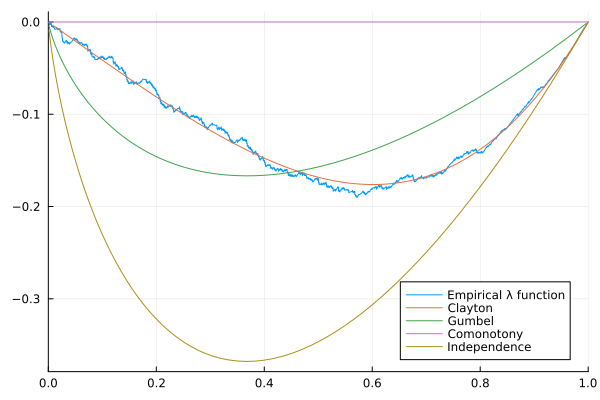 0.0
−0.1
−0.2
−0.3
0.0 0.2 0.4 0.6 0.8 1.0
Empirical λ function
Clayton
Gumbel
Comonotony
Independence